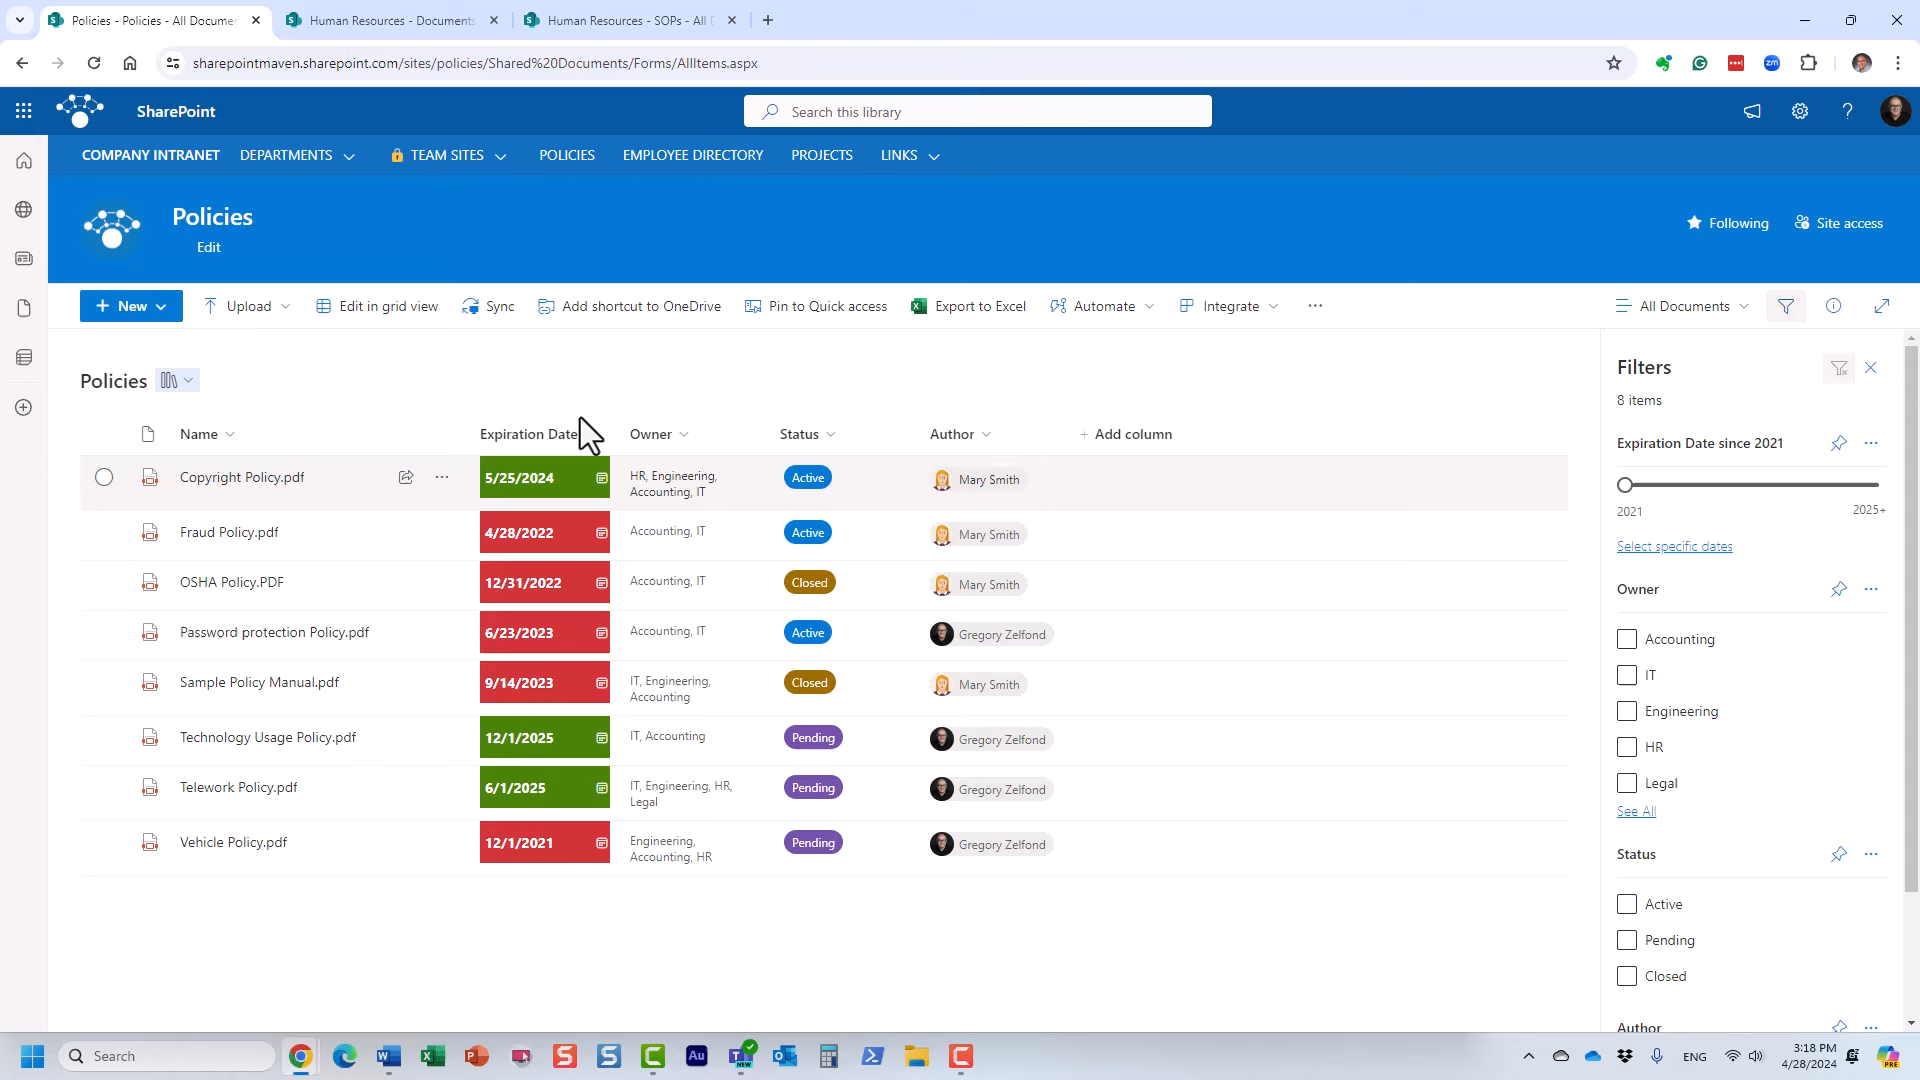 Policies - Policies - All Documer
Human Resources - Documents
Human Resources - SOPs - All D
sharepointmaven.sharepoint.com/sites/policies/Shared%20Documents/Forms/AllItems.aspx
SharePoint
Search this library
COMPANY INTRANET DEPARTMENTS TEAM SITES POLICIES EMPLOYEE DIRECTORY PROJECTS LINKS
Policies
Edit
Following Site access
New Upload Edit in grid view Sync Add shortcut to OneDrive Pin to Quick access Export to Excel Automate Integrate ... All Documents
Policies
Name Expiration Date Owner Status Author + Add column
Copyright Policy.pdf 5/25/2024 HR, Engineering, Active Mary Smith
Accounting, IT
Fraud Policy.pdf 4/28/2022 Accounting, IT Active Mary Smith
OSHA Policy.PDF 12/31/2022 Accounting, IT Closed Mary Smith
Password protection Policy.pdf 6/23/2023 Accounting, IT Active Gregory Zelfond
Sample Policy Manual.pdf 9/14/2023 IT, Engineering, Closed Mary Smith
Accounting
Technology Usage Policy.pdf 12/1/2025 IT, Accounting Pending Gregory Zelfond
Telework Policy.pdf 6/1/2025 IT, Engineering, HR, Pending Gregory Zelfond
Legal
Vehicle Policy.pdf 12/1/2021 Engineering, Pending Gregory Zelfond
Accounting, HR
Filters
8 items
Expiration Date since 2021
2021 2025+
Select specific dates
Owner
Accounting
IT
Engineering
HR
Legal
See All
Status
Active
Pending
Closed
Author
Search
Au
NEW
ENG
3:18 PM
4/28/2024
PRE